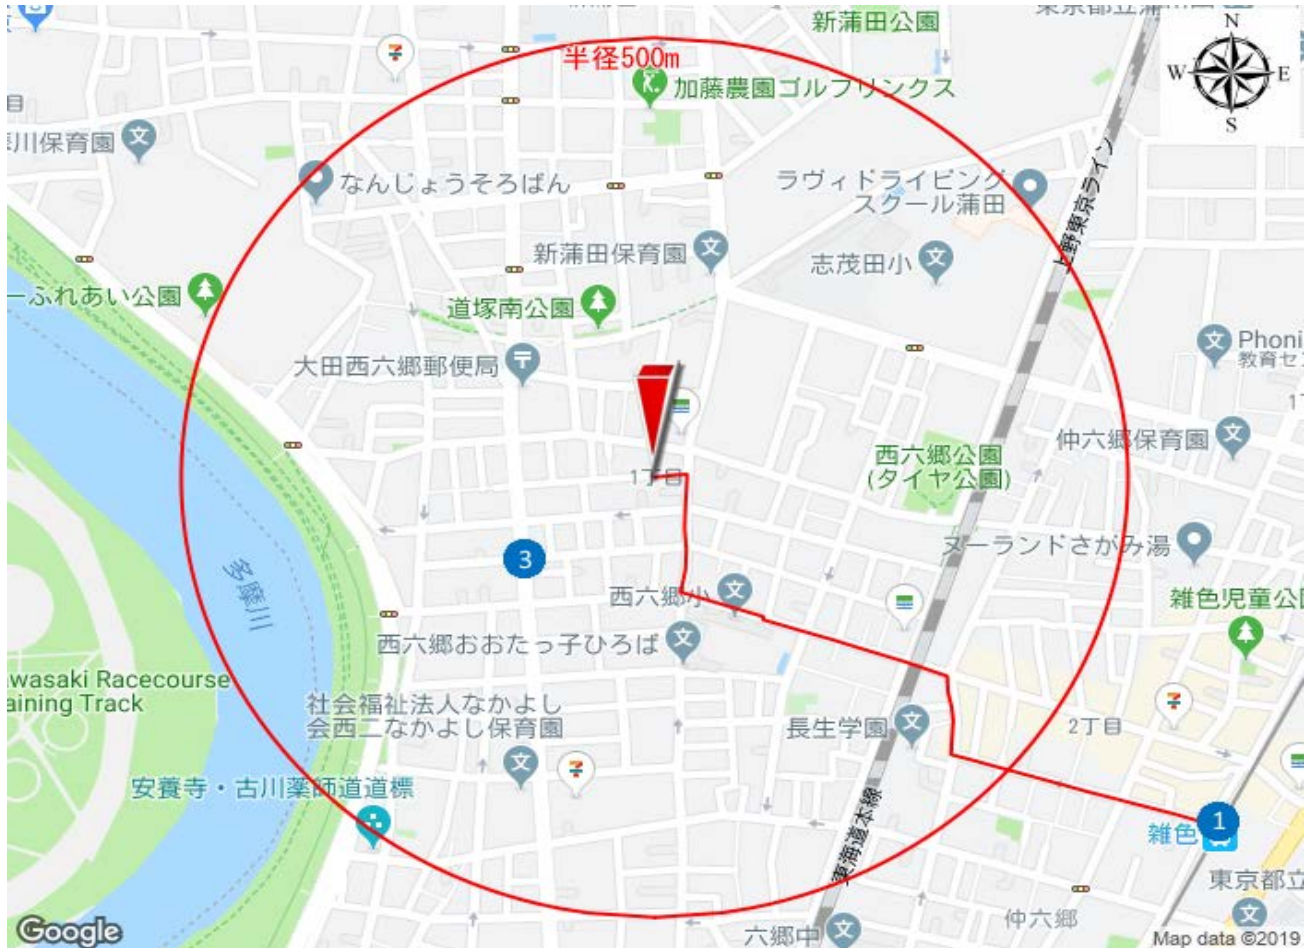 新蒲田公園
N
半径500m
W
E
加藤農園ゴルフリンクス
S
川保育園
なんじょうそろばん
ラヴィドライビング
スクール蒲田
上野東京ライン
新蒲田保育園
志茂田小
ーふれあい公園
道塚南公園
大田西六郷郵便局
Phoni
教育セ
仲六郷保育園
西六郷公園
(タイヤ公園)
1丁目
3
ヌーランドさがみ湯
多摩川
西六郷小
雑色児童公
西六郷おおたっ子ひろば
awasaki Racecourse
aining Track
社会福祉法人なかよし
会西二なかよし保育園
長生学園
2丁目
安養寺・古川薬師道道標
1
雑色
東海道本線
東京都立
仲六郷
六郷中
Google
Map data ©2019